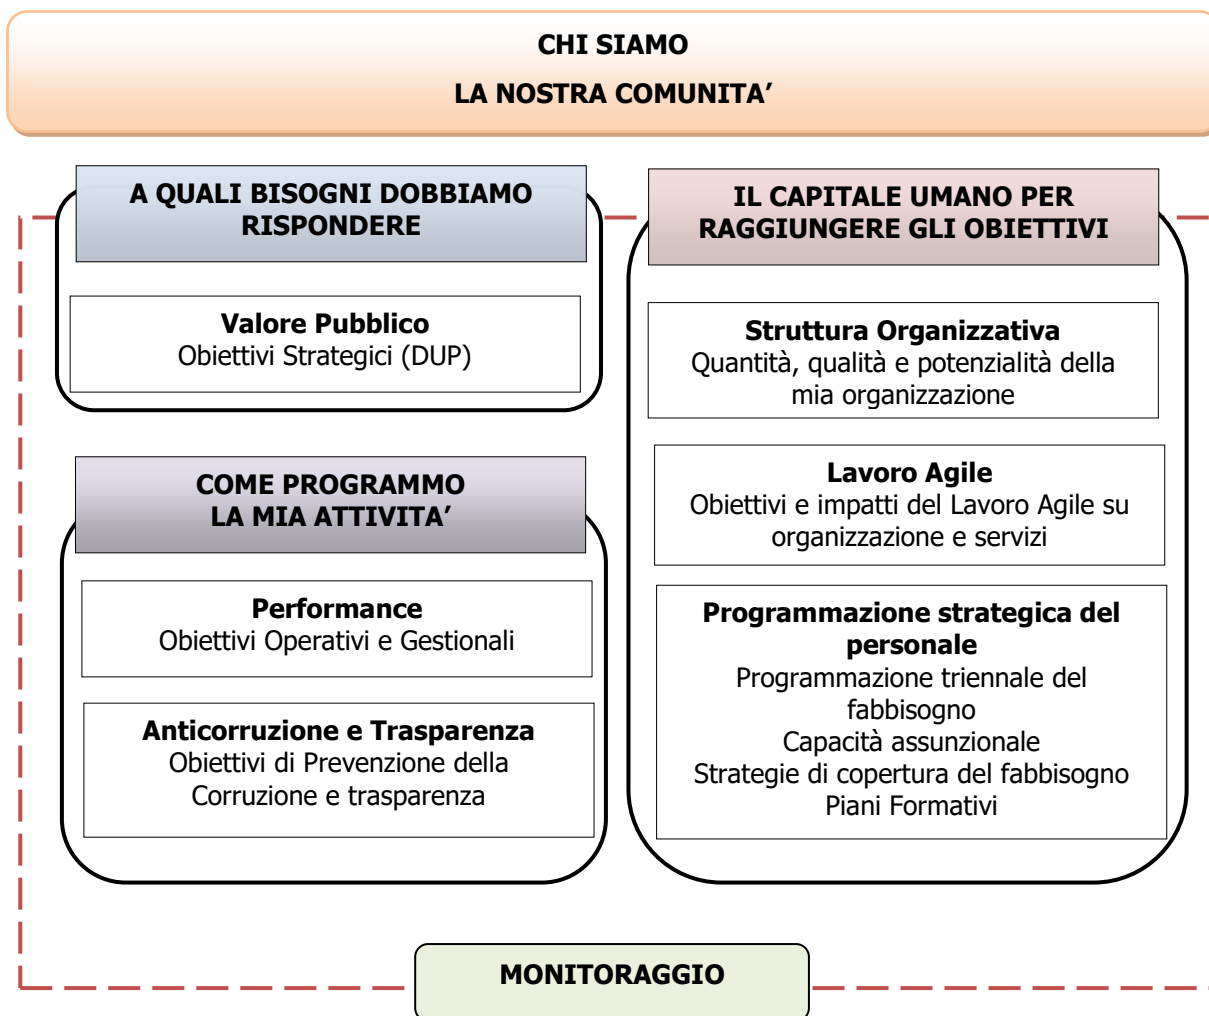 CHI SIAMO
LA NOSTRA COMUNITA’
A QUALI BISOGNI DOBBIAMO
RISPONDERE
Valore Pubblico
Obiettivi Strategici (DUP)
COME PROGRAMMO
LA MIA ATTIVITA’
Performance
Obiettivi Operativi e Gestionali
Anticorruzione e Trasparenza
Obiettivi di Prevenzione della
Corruzione e trasparenza
IL CAPITALE UMANO PER
RAGGIUNGERE GLI OBIETTIVI
Struttura Organizzativa
Quantità, qualità e potenzialità della
mia organizzazione
Lavoro Agile
Obiettivi e impatti del Lavoro Agile su
organizzazione e servizi
Programmazione strategica del
personale
Programmazione triennale del
fabbisogno
Capacità assunzionale
Strategie di copertura del fabbisogno
Piani Formativi
MONITORAGGIO